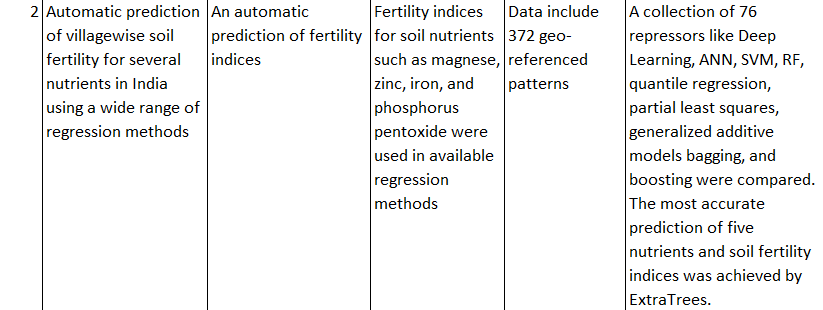 2
Automatic prediction
of villagewise soil
fertility for several
nutrients in India
using a wide range of
regression methods
An automatic
prediction of fertility
indices
Fertility indices
for soil nutrients
such as magnese,
zinc, iron, and
phosphorus
pentoxide were
used in available
regression
methods
Data include
372 geo-
referenced
patterns
A collection of 76
repressors like Deep
Learning, ANN, SVM, RF,
quantile regression,
partial least squares,
generalized additive
models bagging, and
boosting were compared.
The most accurate
prediction of five
nutrients and soil fertility
indices was achieved by
ExtraTrees.